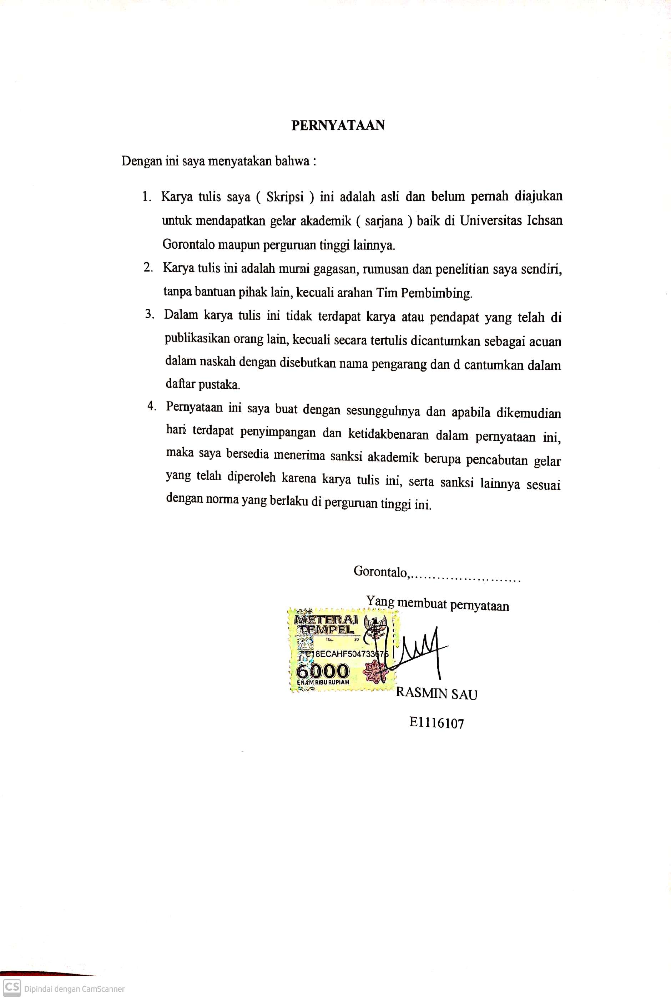 PERNYATAAN
Dengan ini saya menyatakan bahwa :
1. Karya tulis saya ( Skripsi ) ini adalah asli dan belum pernah diajukan
untuk mendapatkan gelar akademik ( sarjana ) baik di Universitas Ichsan
Gorontalo maupun perguruan tinggi lainnya.
2. Karya tulis ini adalah murni gagasan, rumusan dan penelitian saya sendiri,
tanpa bantuan pihak lain, kecuali arahan Tim Pembimbing.
3. Dalam karya tulis ini tidak terdapat karya atau pendapat yang telah di
publikasikan orang lain, kecuali secara tertulis dicantumkan sebagai acuan
dalam naskah dengan disebutkan nama pengarang dan d cantumkan dalam
daftar pustaka.
4. Pernyataan ini saya buat dengan sesungguhnya dan apabila dikemudian
hari terdapat penyimpangan dan ketidakbenaran dalam pernyataan ini,
maka saya bersedia menerima sanksi akademik berupa pencabutan gelar
yang telah diperoleh karena karya tulis ini, serta sanksi lainnya sesuai
dengan norma yang berlaku di perguruan tinggi ini.
Gorontalo,..........................
Yang membuat pernyataan
METERAI
TEMPEL
TGL. 20
6000
ENAM RIBU RUPIAH
RASMIN SAU
E1116107
CS Dipindai dengan CamScanner